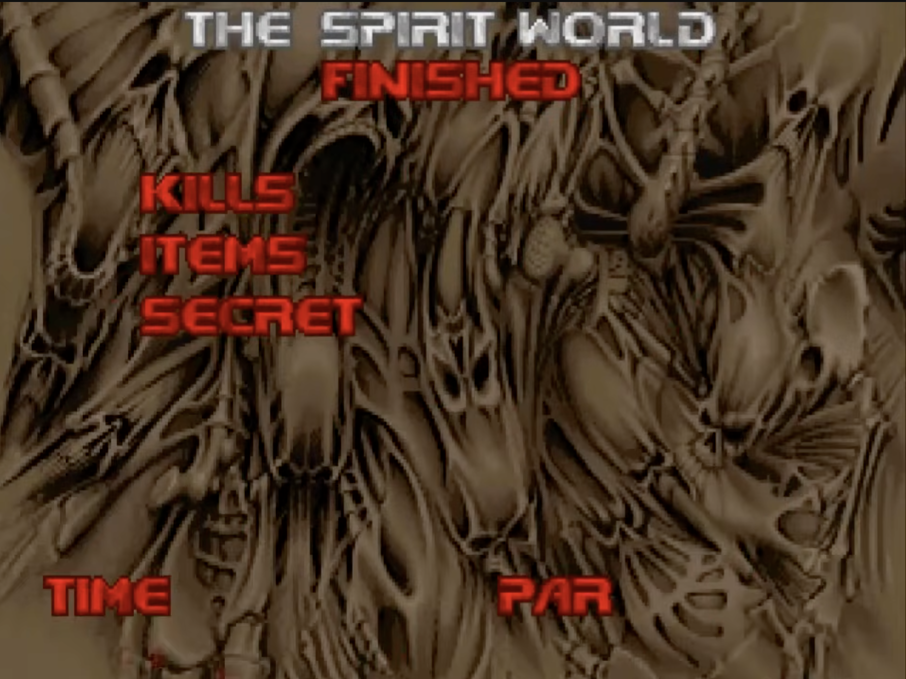 THE SPIRIT WORLD
FINISHED
KILLS
ITEMS
SECRET
TIME
PAR